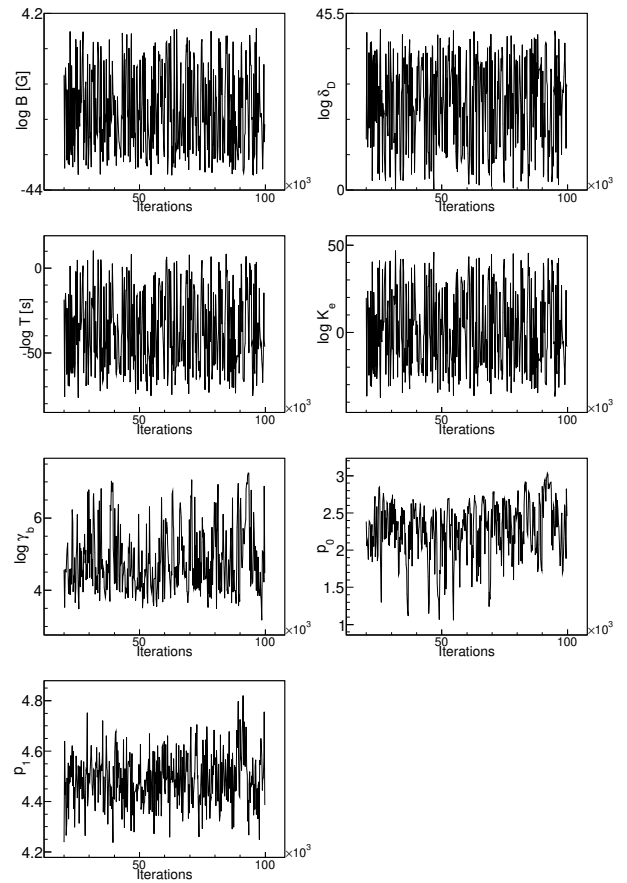 4.2
log B [G]
-44
50
100
×10³
Iterations
45.5
log δ_D
0
50
100
×10³
Iterations
0
log T [s]
-50
50
100
×10³
Iterations
50
log K_e
0
50
100
×10³
Iterations
6
log γ_b
4
50
100
×10³
Iterations
3
2.5
p_0
2
1.5
1
50
100
×10³
Iterations
4.8
4.6
p_1
4.4
4.2
50
100
×10³
Iterations